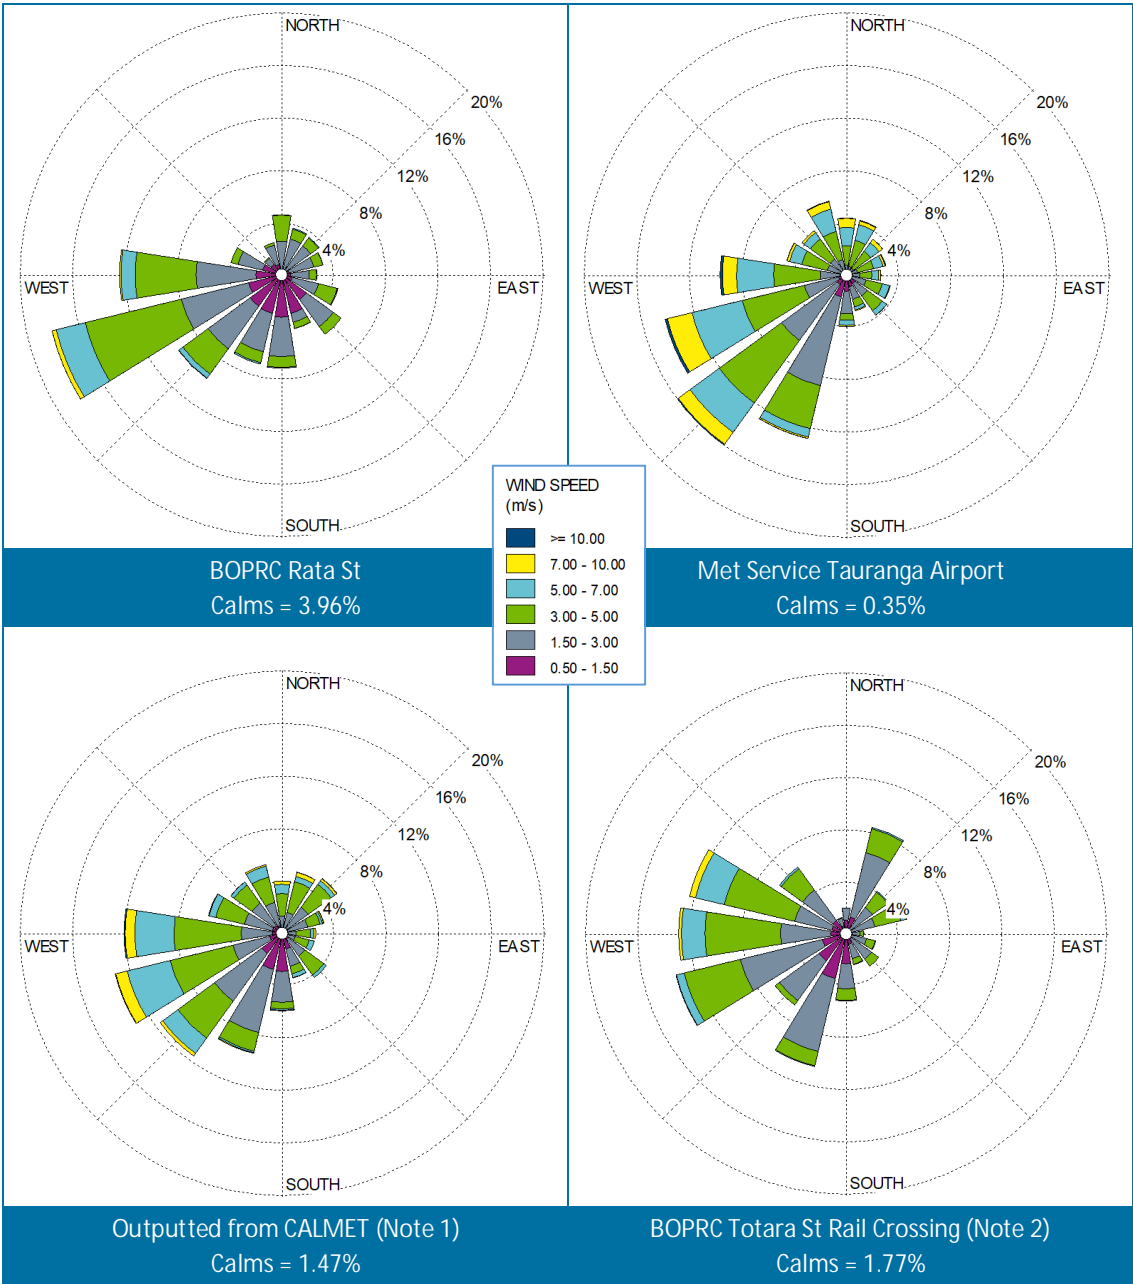 NORTH
20%
16%
12%
8%
4%
WEST
EAST
SOUTH
BOPRC Rata St
Calms = 3.96%
NORTH
20%
16%
12%
8%
4%
WEST
EAST
SOUTH
Met Service Tauranga Airport
Calms = 0.35%
WIND SPEED
(m/s)
>= 10.00
7.00 - 10.00
5.00 - 7.00
3.00 - 5.00
1.50 - 3.00
0.50 - 1.50
NORTH
20%
16%
12%
8%
4%
WEST
EAST
SOUTH
Outputted from CALMET (Note 1)
Calms = 1.47%
NORTH
20%
16%
12%
8%
4%
WEST
EAST
SOUTH
BOPRC Totara St Rail Crossing (Note 2)
Calms = 1.77%